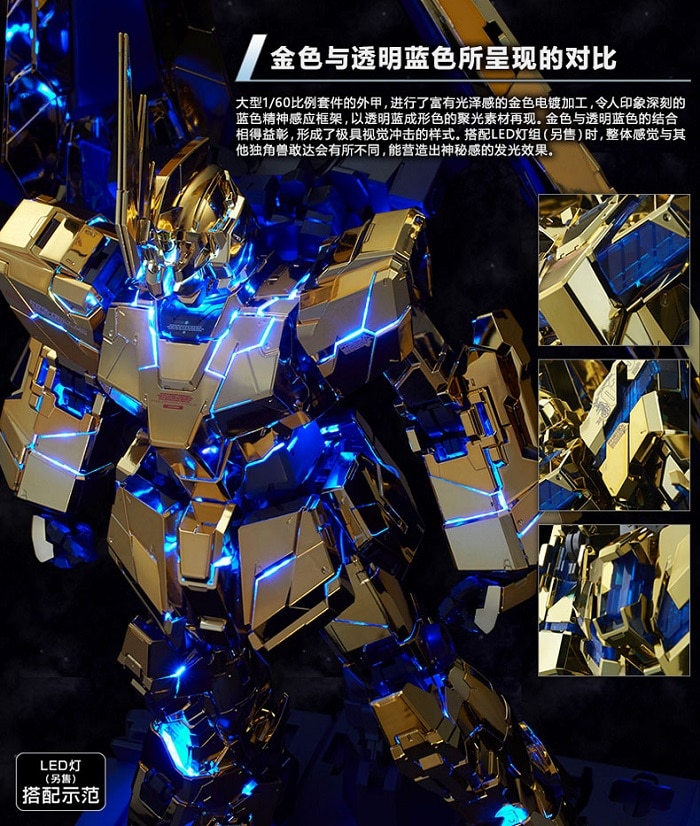 金色与透明蓝色所呈现的对比
大型1/60比例套件的外甲，进行了富有光泽感的金色电镀加工，令人印象深刻的
蓝色精神感应框架，以透明蓝成形色的聚光素材再现。金色与透明蓝色的结合
相得益彰，形成了极具视觉冲击的样式。搭配LED灯组（另售）时，整体感觉与其
他独角兽敢达会有所不同，能营造出神秘感的发光效果。
LED灯
（另售）
搭配示范